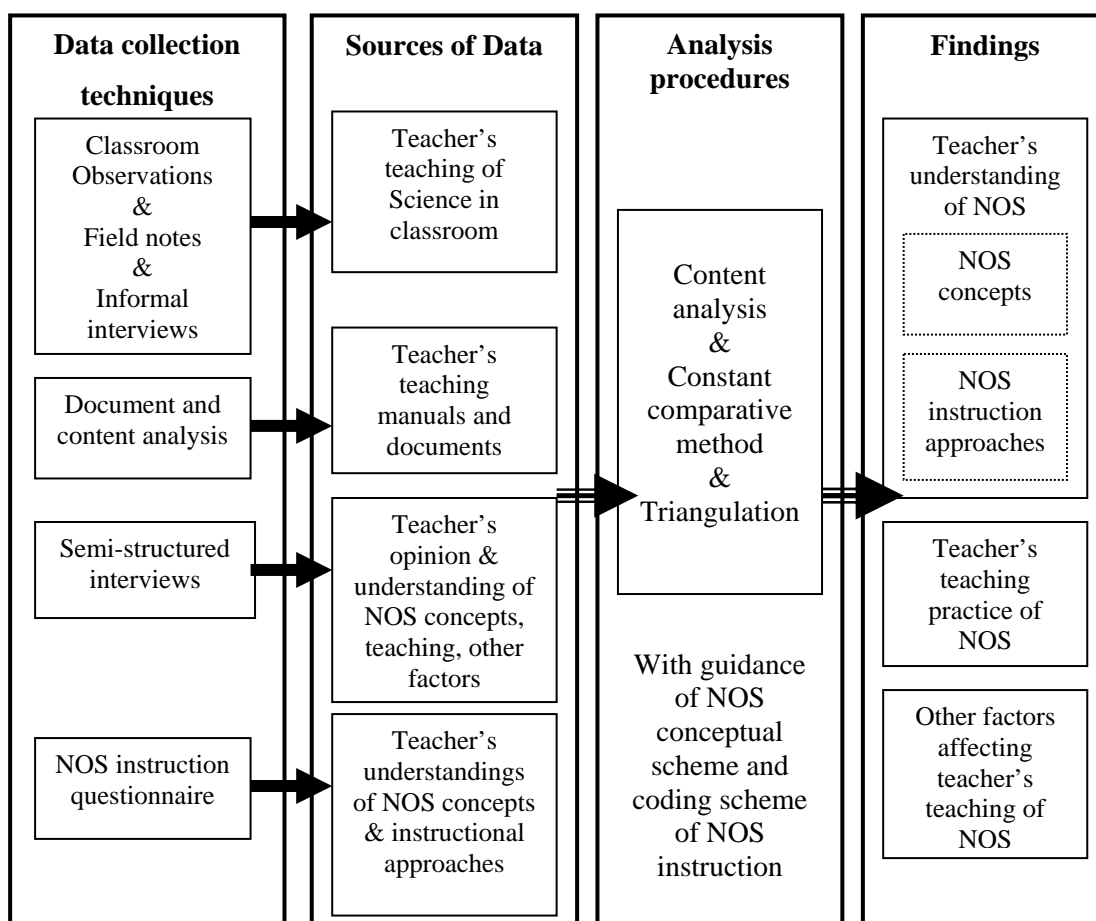 Data collection
techniques
Classroom
Observations
&
Field notes
&
Informal
interviews
Document and
content analysis
Semi-structured
interviews
NOS instruction
questionnaire
Sources of Data
Teacher’s
teaching of
Science in
classroom
Teacher’s
teaching
manuals and
documents
Teacher’s
opinion &
understanding of
NOS concepts,
teaching, other
factors
Teacher’s
understandings
of NOS concepts
& instructional
approaches
Analysis
procedures
Content
analysis
&
Constant
comparative
method
&
Triangulation
With guidance
of NOS
conceptual
scheme and
coding scheme
of NOS
instruction
Findings
Teacher’s
understanding
of NOS
NOS
concepts
NOS
instruction
approaches
Teacher’s
teaching
practice of
NOS
Other factors
affecting
teacher’s
teaching of
NOS